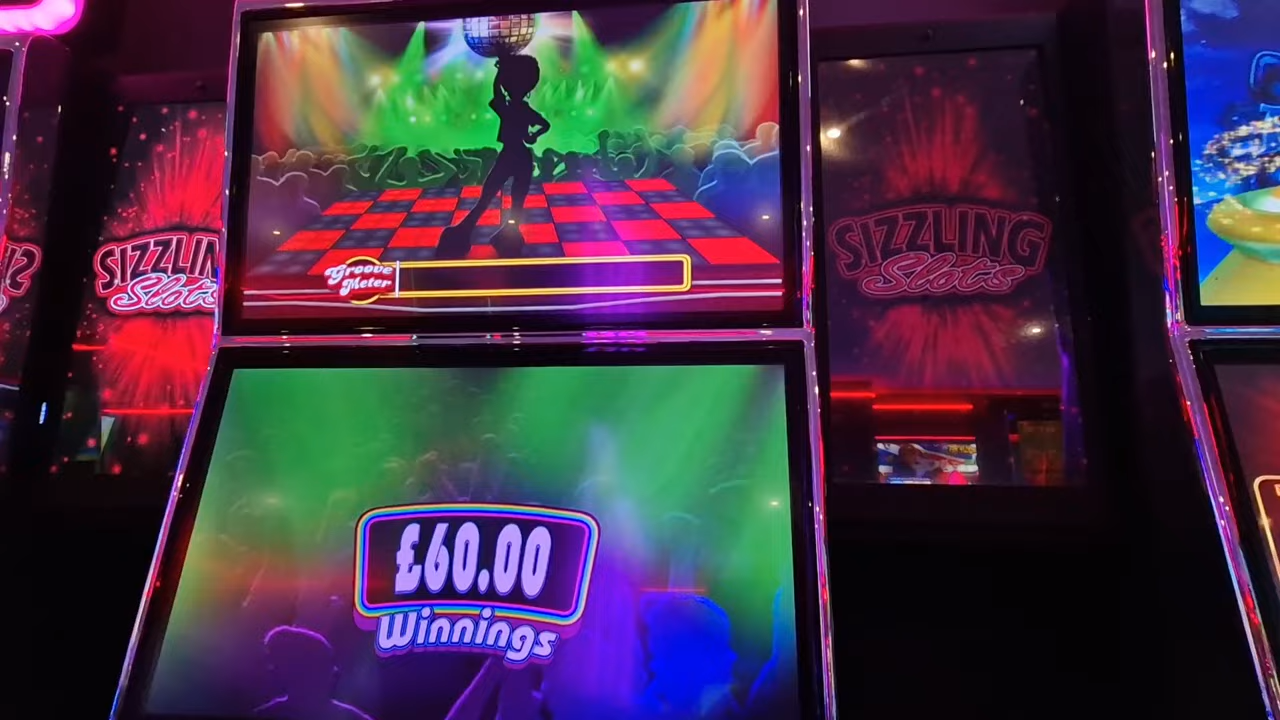 SIZZLING
Slots
Groove
Meter
SIZZLING
Slots
£60.00
Winnings